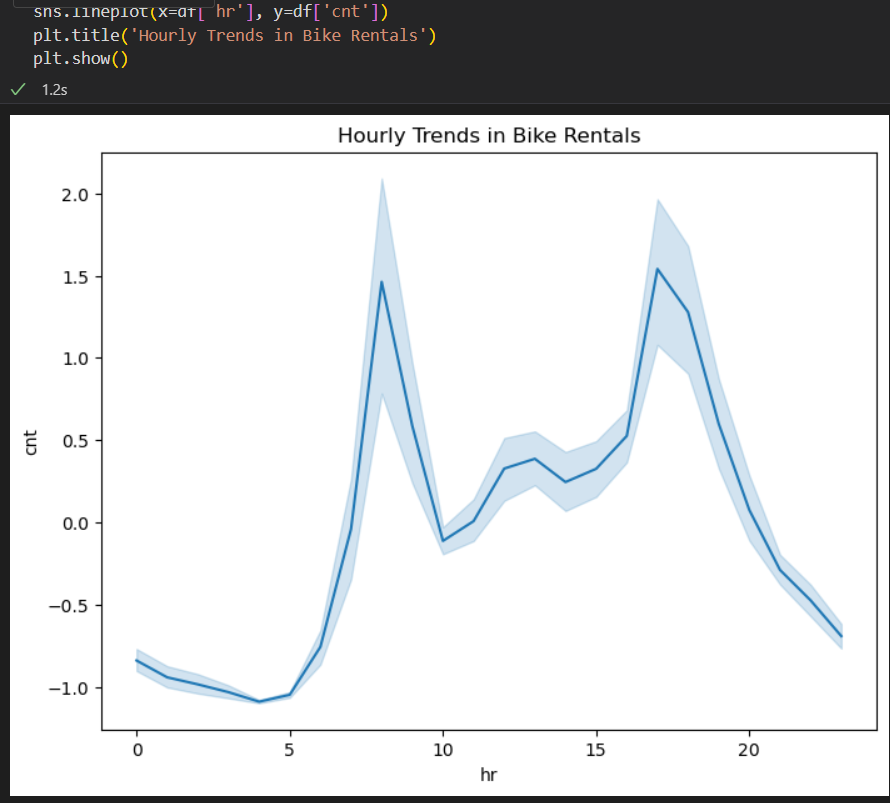 sns.lineplot(x=df['hr'], y=df['cnt'])
plt.title('Hourly Trends in Bike Rentals')
plt.show()
1.2s
Hourly Trends in Bike Rentals
2.0
1.5
1.0
0.5
0.0
−0.5
−1.0
cnt
0 5 10 15 20
hr